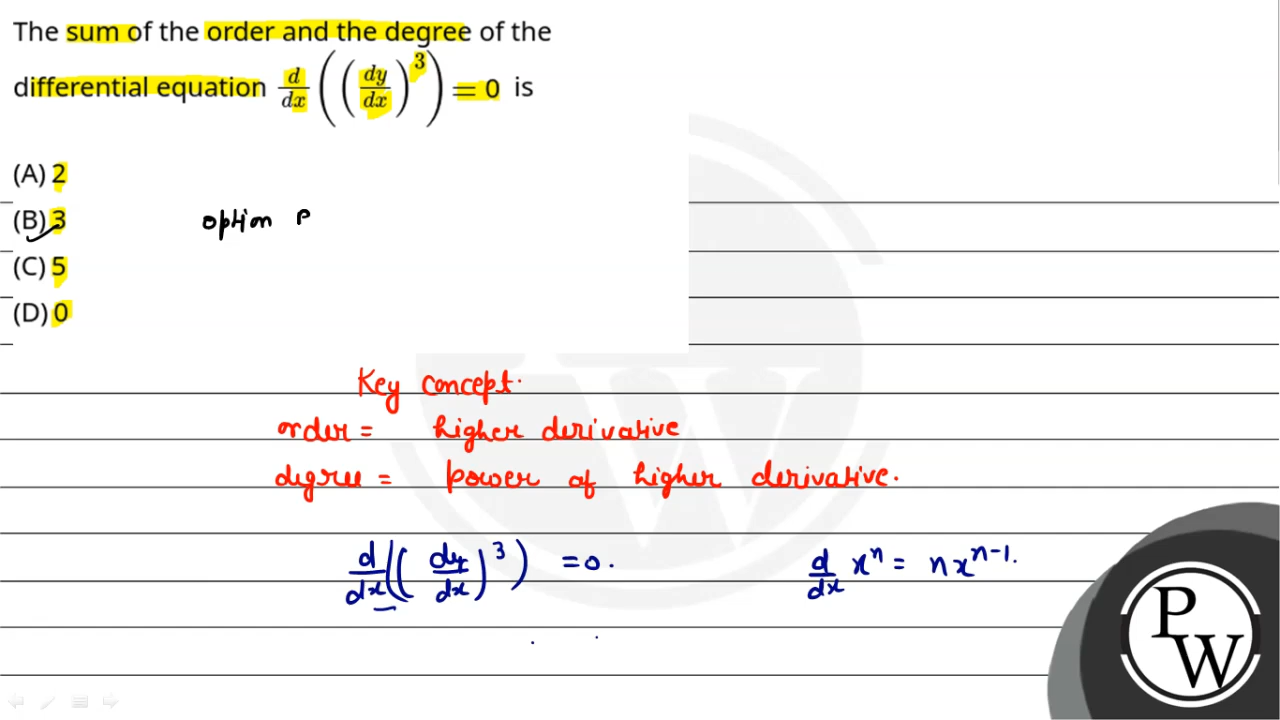 The sum of the order and the degree of the
differential equation d/dx((dy/dx)^3) = 0 is
(A) 2
(B) 3
option B
(C) 5
(D) 0
Key concept.
order = higher derivative
degree = power of higher derivative.
d/dx((dy/dx)^3) = 0.
d/dx x^n = nx^{n-1}.
PW